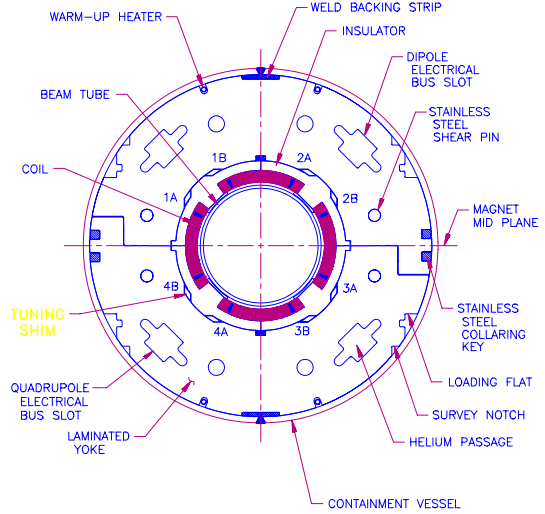 WELD BACKING STRIP
WARM-UP HEATER
INSULATOR
DIPOLE
ELECTRICAL
BUS SLOT
BEAM TUBE
STAINLESS
STEEL
SHEAR PIN
COIL
1B
2A
1A
2B
MAGNET
MID PLANE
4B
3A
TUNING
SHIM
4A
3B
STAINLESS
STEEL
COLLARING
KEY
QUADRUPOLE
ELECTRICAL
BUS SLOT
LOADING FLAT
SURVEY NOTCH
LAMINATED
YOKE
HELIUM PASSAGE
CONTAINMENT VESSEL